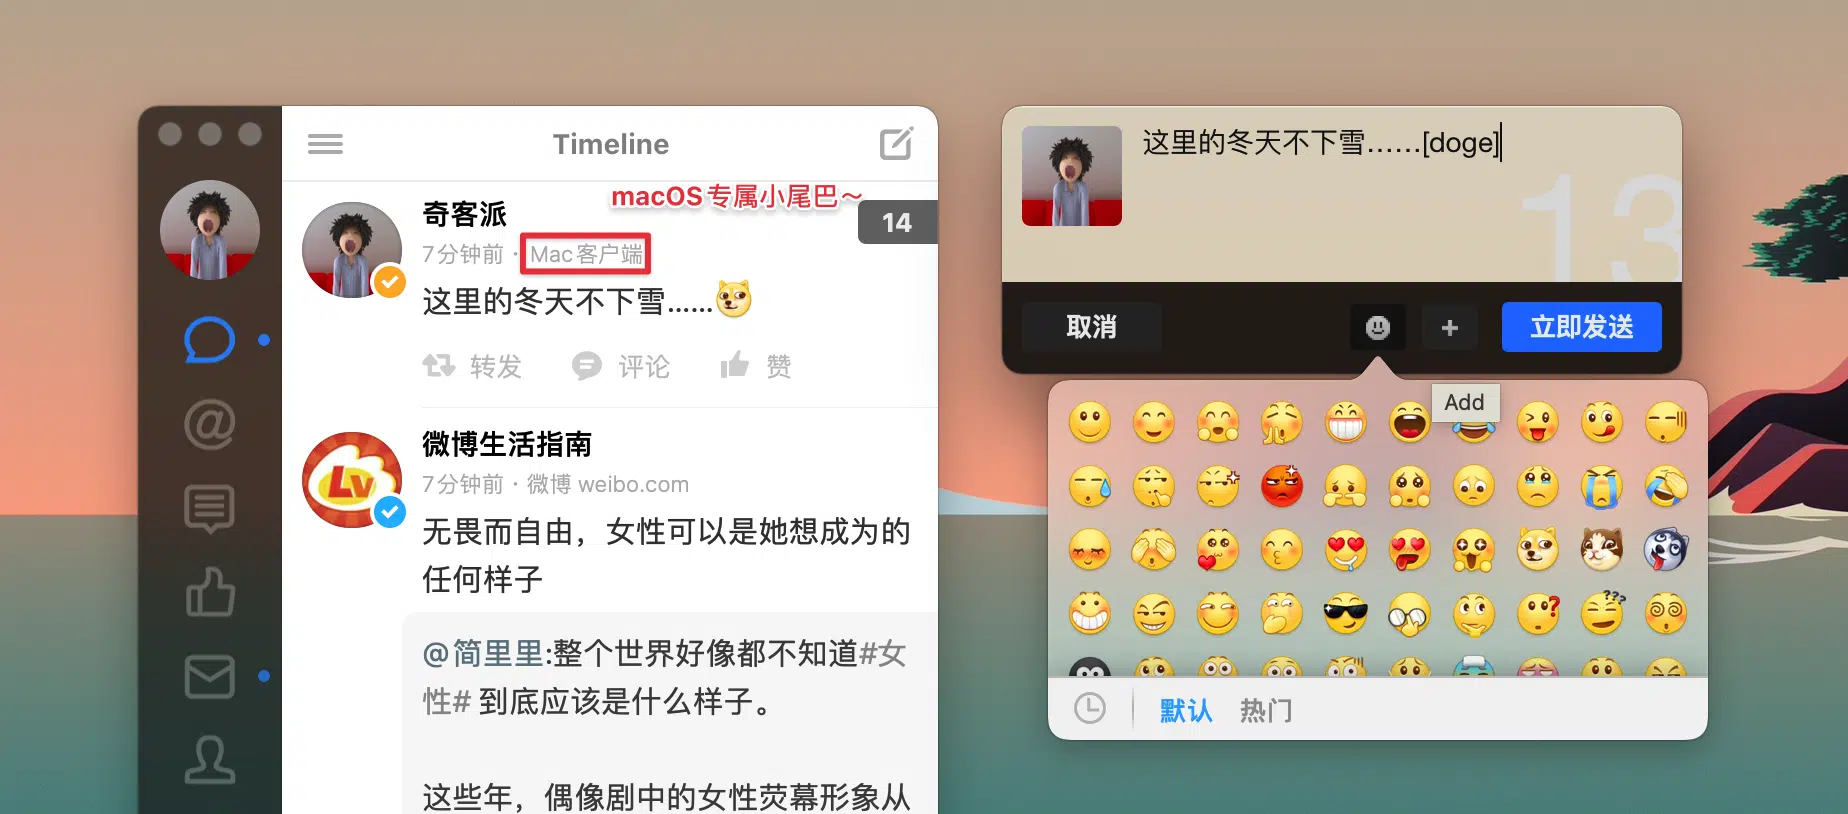 Timeline
macOS 专属小尾巴～
奇客派
14
7分钟前 · Mac 客户端
这里的冬天不下雪……
转发 评论 赞
微博生活指南
Lv
7分钟前 · 微博 weibo.com
无畏而自由，女性可以是她想成为的
任何样子
@简里里:整个世界好像都不知道#女
性# 到底应该是什么样子。
这些年，偶像剧中的女性荧幕形象从
这里的冬天不下雪……[doge]
13
取消
立即发送
Add
默认 热门